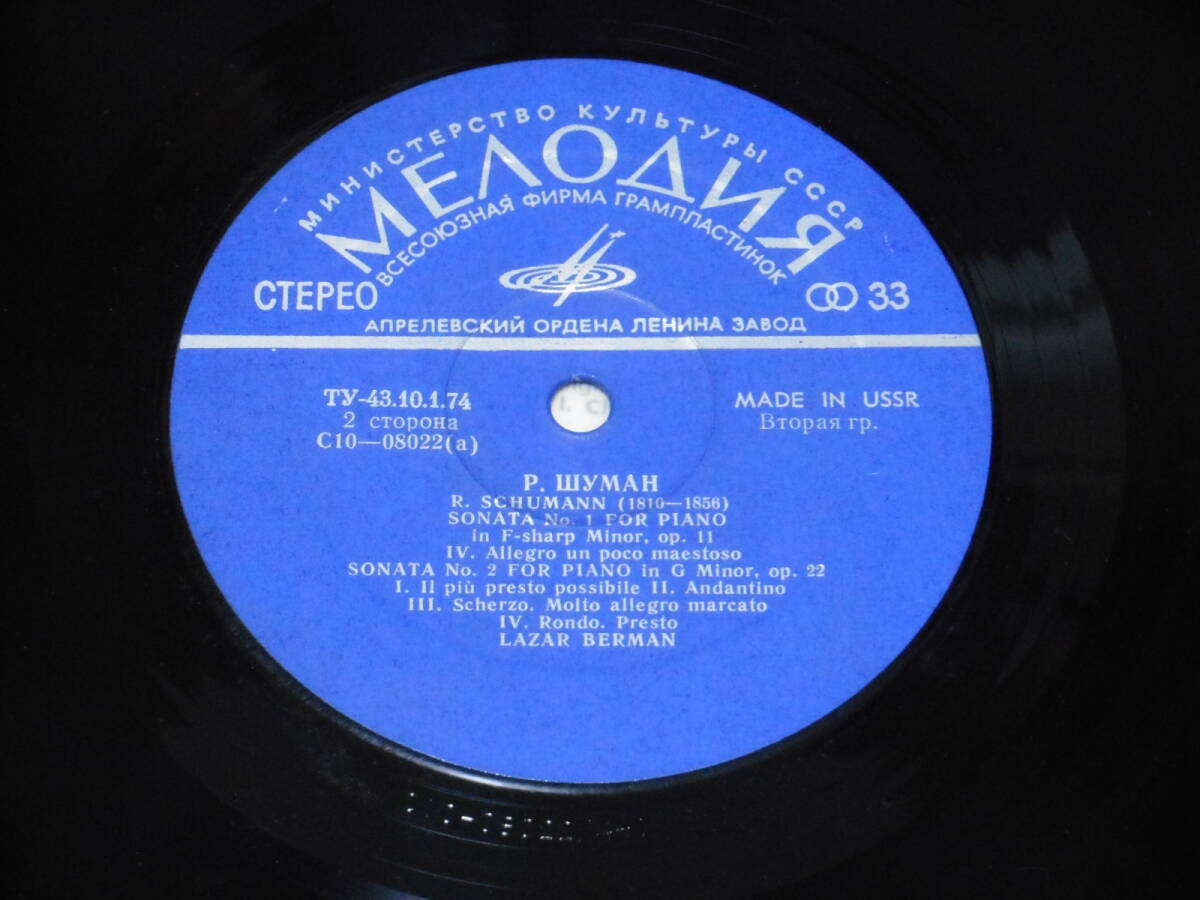 МИНИСТЕРСТВО КУЛЬТУРЫ СССР
МЕЛОДИЯ
ВСЕСОЮЗНАЯ ФИРМА ГРАМПЛАСТИНОК
СТЕРЕО 33
АПРЕЛЕВСКИЙ ОРДЕНА ЛЕНИНА ЗАВОД
ТУ-43.10.1.74 MADE IN USSR
2 сторона Вторая гр.
С10—08022(а)
Р. ШУМАН
R. SCHUMANN (1810—1856)
SONATA No. 1 FOR PIANO
in F-sharp Minor, op. 11
IV. Allegro un poco maestoso
SONATA No. 2 FOR PIANO in G Minor, op. 22
I. Il più presto possibile II. Andantino
III. Scherzo. Molto allegro marcato
IV. Rondo. Presto
LAZAR BERMAN